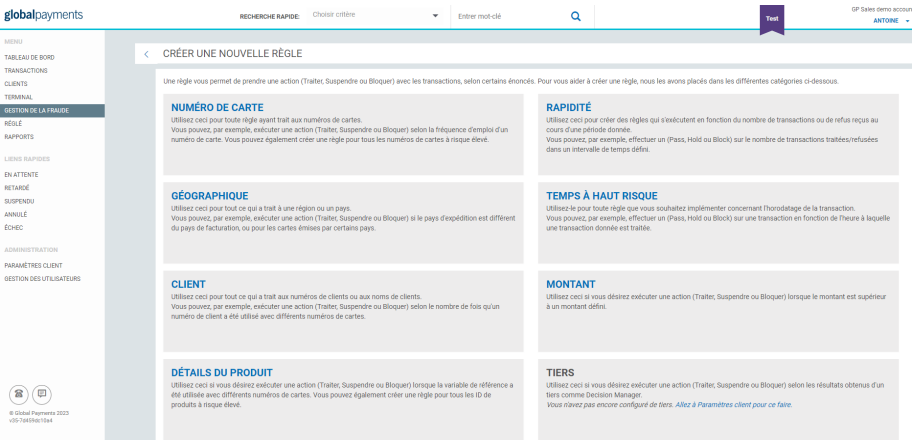 globalpayments
RECHERCHE RAPIDE:
Choisir critère
Entrer mot-clé
Test
GP Sales demo accoun
ANTOINE
MENU
TABLEAU DE BORD
TRANSACTIONS
CLIENTS
TERMINAL
GESTION DE LA FRAUDE
RÉGLÉ
RAPPORTS
LIENS RAPIDES
EN ATTENTE
RETARDÉ
SUSPENDU
ANNULÉ
ÉCHEC
ADMINISTRATION
PARAMÈTRES CLIENT
GESTION DES UTILISATEURS
© Global Payments 2023
v35-7d459dc10a4
CRÉER UNE NOUVELLE RÈGLE
Une règle vous permet de prendre une action (Traiter, Suspendre ou Bloquer) avec les transactions, selon certains énoncés. Pour vous aider à créer une règle, nous les avons placés dans les différentes catégories ci-dessous.
NUMÉRO DE CARTE
Utilisez ceci pour toute règle ayant trait aux numéros de cartes.
Vous pouvez, par exemple, exécuter une action (Traiter, Suspendre ou Bloquer) selon la fréquence d'emploi d'un
numéro de carte. Vous pouvez également créer une règle pour tous les numéros de cartes à risque élevé.
RAPIDITÉ
Utilisez ceci pour créer des règles qui s'exécutent en fonction du nombre de transactions ou de refus reçus au
cours d'une période donnée.
Vous pouvez, par exemple, effectuer un (Pass, Hold ou Block) sur le nombre de transactions traitées/refusées
dans un intervalle de temps défini.
GÉOGRAPHIQUE
Utilisez ceci pour tout ce qui a trait à une région ou un pays.
Vous pouvez, par exemple, exécuter une action (Traiter, Suspendre ou Bloquer) si le pays d'expédition est différent
du pays de facturation, ou pour les cartes émises par certains pays.
TEMPS À HAUT RISQUE
Utilisez-le pour toute règle que vous souhaitez implémenter concernant l'horodatage de la transaction.
Vous pouvez, par exemple, effectuer un (Pass, Hold ou Block) sur une transaction en fonction de l'heure à laquelle
une transaction donnée est traitée.
CLIENT
Utilisez ceci pour tout ce qui a trait aux numéros de clients ou aux noms de clients.
Vous pouvez, par exemple, exécuter une action (Traiter, Suspendre ou Bloquer) selon le nombre de fois qu'un
numéro de client a été utilisé avec différents numéros de cartes.
MONTANT
Utilisez ceci si vous désirez exécuter une action (Traiter, Suspendre ou Bloquer) lorsque le montant est supérieur
à un montant défini.
DÉTAILS DU PRODUIT
Utilisez ceci si vous désirez exécuter une action (Traiter, Suspendre ou Bloquer) lorsque la variable de référence a
été utilisée avec différents numéros de cartes. Vous pouvez également créer une règle pour tous les ID de
produits à risque élevé.
TIERS
Utilisez ceci si vous désirez exécuter une action (Traiter, Suspendre ou Bloquer) selon les résultats obtenus d'un
tiers comme Decision Manager.
Vous n'avez pas encore configuré de tiers. Allez à Paramètres client pour ce faire.